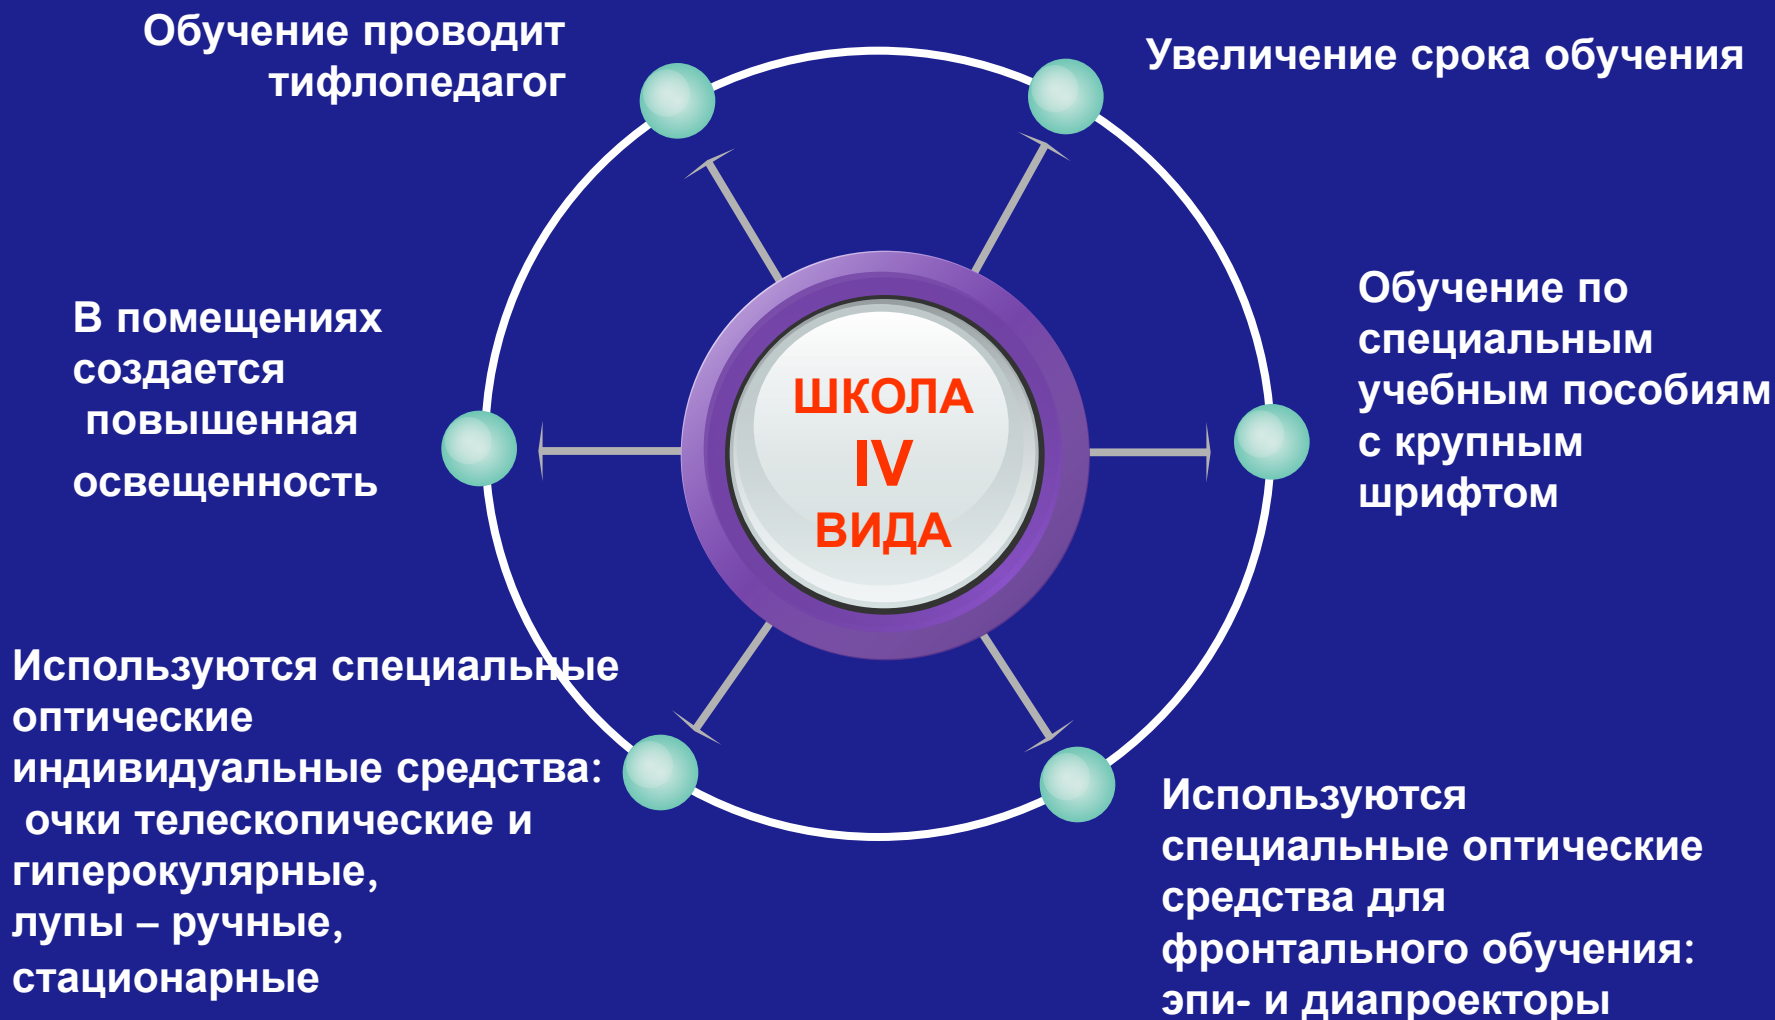 Обучение проводит
тифлопедагог
Увеличение срока обучения
В помещениях
создается
повышенная
освещенность
ШКОЛА
IV
ВИДА
Обучение по
специальным
учебным пособиям
с крупным
шрифтом
Используются специальные
оптические
индивидуальные средства:
очки телескопические и
гиперокулярные,
лупы – ручные,
стационарные
Используются
специальные оптические
средства для
фронтального обучения:
эпи- и диапроекторы